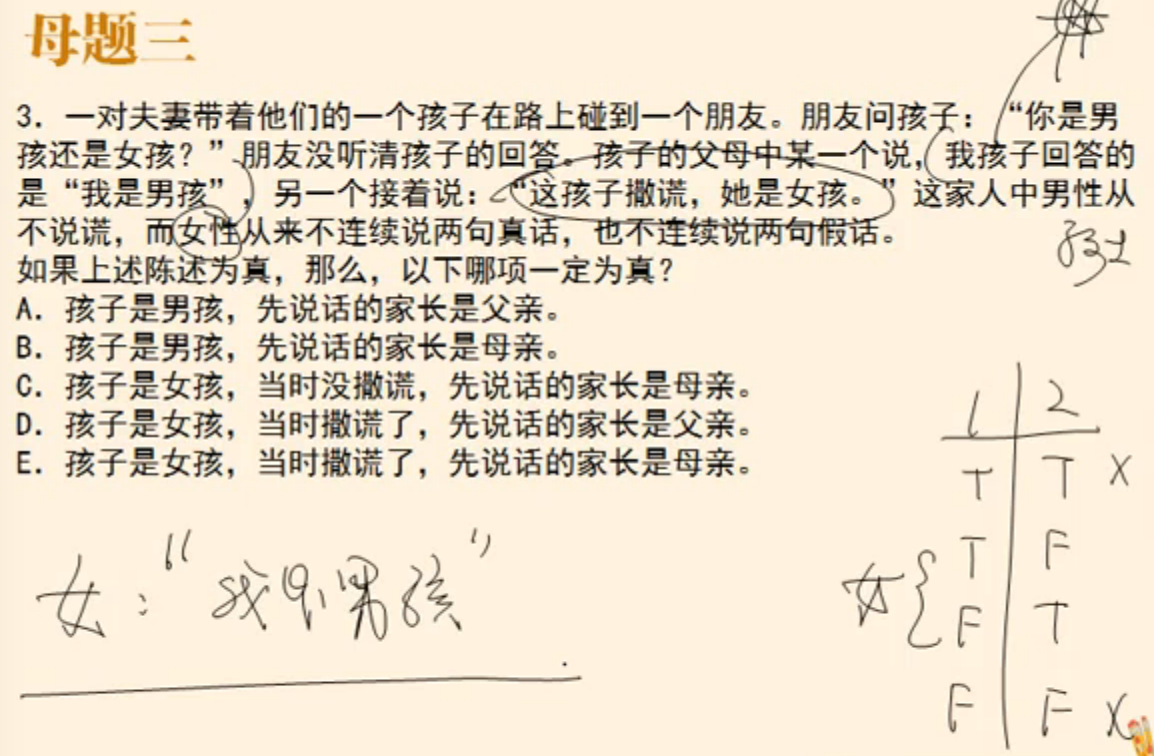 母题三
3. 一对夫妻带着他们的一个孩子在路上碰到一个朋友。朋友问孩子：“你是男
孩还是女孩？”朋友没听清孩子的回答。孩子的父母中某一个说，我孩子回答的
是“我是男孩”，另一个接着说：“这孩子撒谎，她是女孩。”这家人中男性从
不说谎，而女性从来不连续说两句真话，也不连续说两句假话。
如果上述陈述为真，那么，以下哪项一定为真？
A. 孩子是男孩，先说话的家长是父亲。
B. 孩子是男孩，先说话的家长是母亲。
C. 孩子是女孩，当时没撒谎，先说话的家长是母亲。
D. 孩子是女孩，当时撒谎了，先说话的家长是父亲。
E. 孩子是女孩，当时撒谎了，先说话的家长是母亲。
1 2
T T X
T F
女 { F T
F F X
女：“我是男孩”